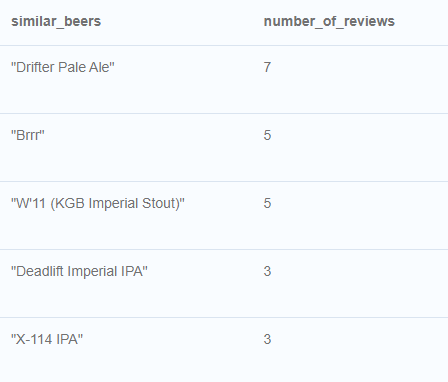 similar_beers number_of_reviews
"Drifter Pale Ale" 7
"Brrr" 5
"W'11 (KGB Imperial Stout)" 5
"Deadlift Imperial IPA" 3
"X-114 IPA" 3